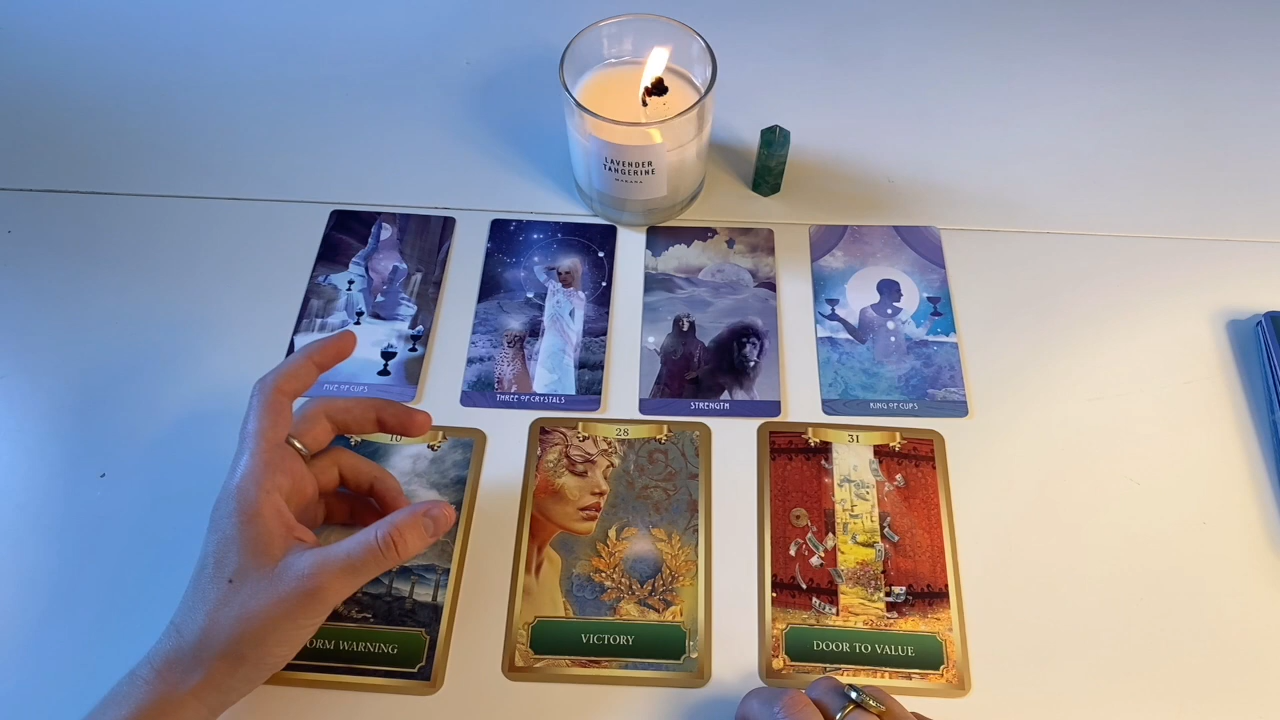 LAVENDER
TANGERINE
MAKANA
FIVE OF CUPS
THREE OF CRYSTALS
STRENGTH
KING OF CUPS
10
28
31
ORM WARNING
VICTORY
DOOR TO VALUE